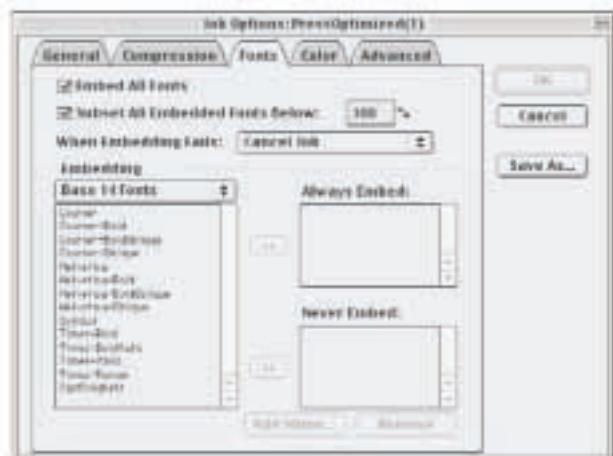 Job Options: PressOptimized(1)
General Compression Fonts Color Advanced
Embed All Fonts
Subset All Embedded Fonts Below: 100 %
OK
Cancel
When Embedding Fails: Cancel Job
Save As...
Embedding
Base 14 Fonts
Always Embed:
Courier
Courier-Bold
Courier-BoldOblique
Courier-Oblique
Helvetica
Helvetica-Bold
Helvetica-BoldOblique
Helvetica-Oblique
Symbol
Never Embed:
Times-Bold
Times-BoldItalic
Times-Italic
Times-Roman
ZapfDingbats
Remove